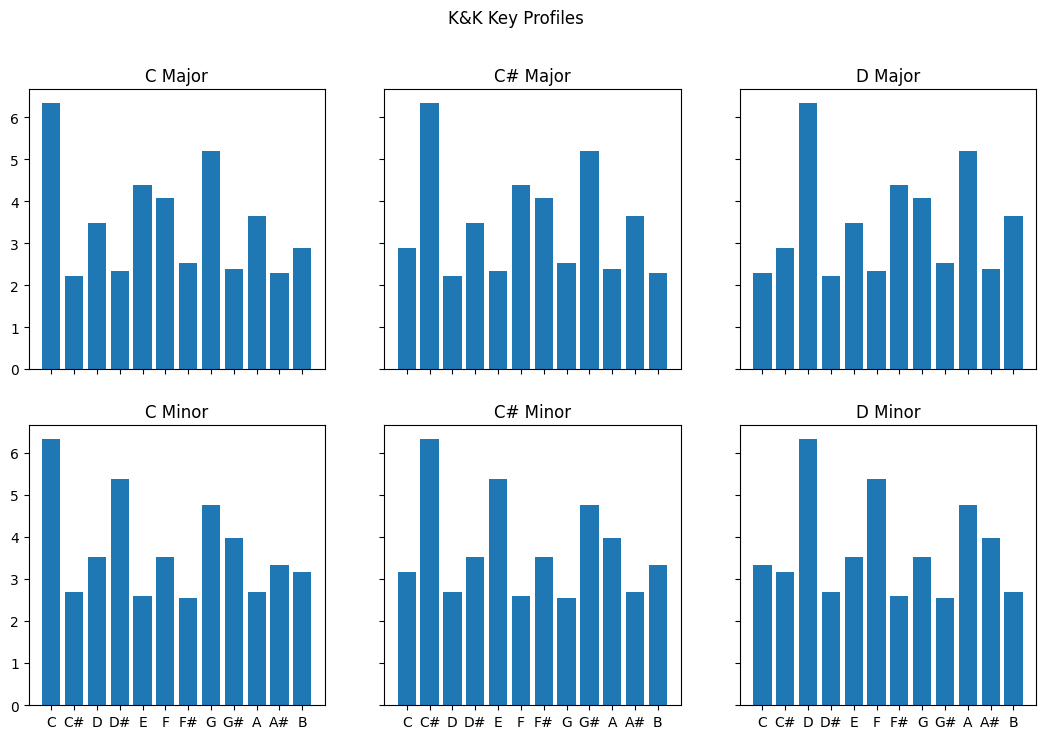 K&K Key Profiles
C Major
C# Major
D Major
6
5
4
3
2
1
0
C Minor
C# Minor
D Minor
6
5
4
3
2
1
0
C C# D D# E F F# G G# A A# B
C C# D D# E F F# G G# A A# B
C C# D D# E F F# G G# A A# B